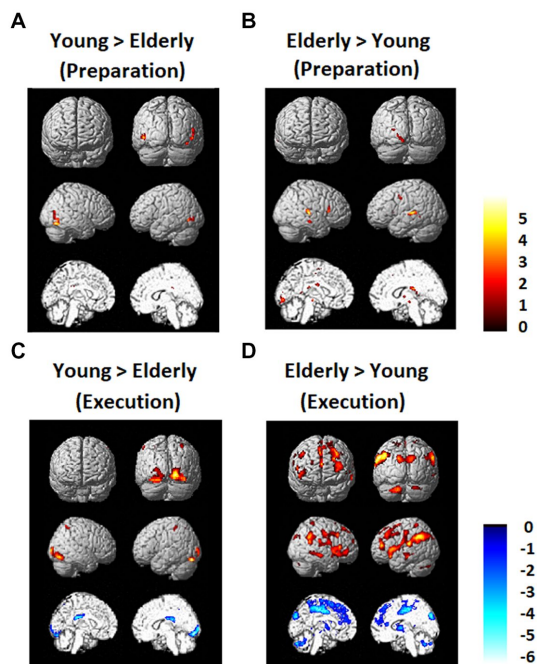 A
Young > Elderly
(Preparation)
B
Elderly > Young
(Preparation)
5
4
3
2
1
0
C
Young > Elderly
(Execution)
D
Elderly > Young
(Execution)
0
-1
-2
-3
-4
-5
-6